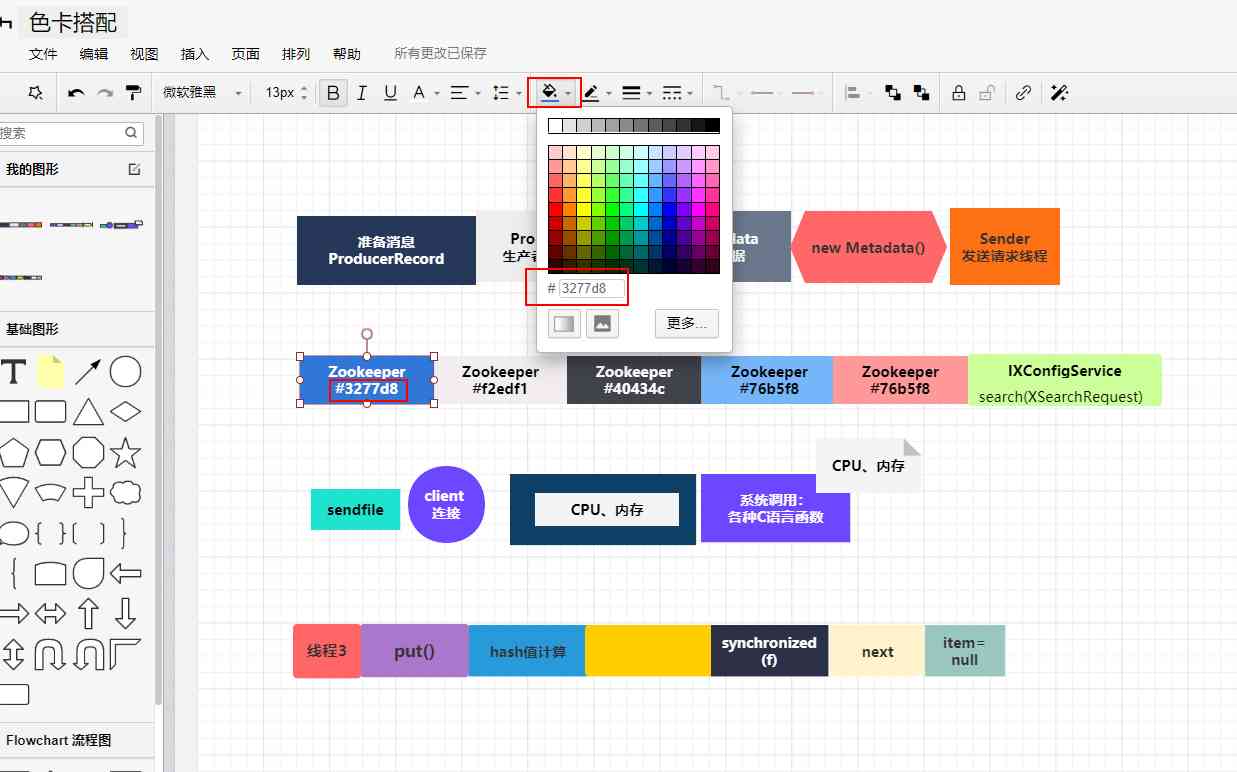 色卡搭配
文件 编辑 视图 插入 页面 排列 帮助 所有更改已保存
微软雅黑 13px B I U A
搜索
我的图形
基础图形
Flowchart 流程图
# 3277d8
更多...
准备消息
ProducerRecord
Pro
生产者
data
据
new Metadata()
Sender
发送请求线程
Zookeeper
#3277d8
Zookeeper
#f2edf1
Zookeeper
#40434c
Zookeeper
#76b5f8
Zookeeper
#76b5f8
IXConfigService
search(XSearchRequest)
sendfile
client
连接
CPU、内存
系统调用：
各种C语言函数
CPU、内存
线程3
put()
hash值计算
synchronized
(f)
next
item=
null